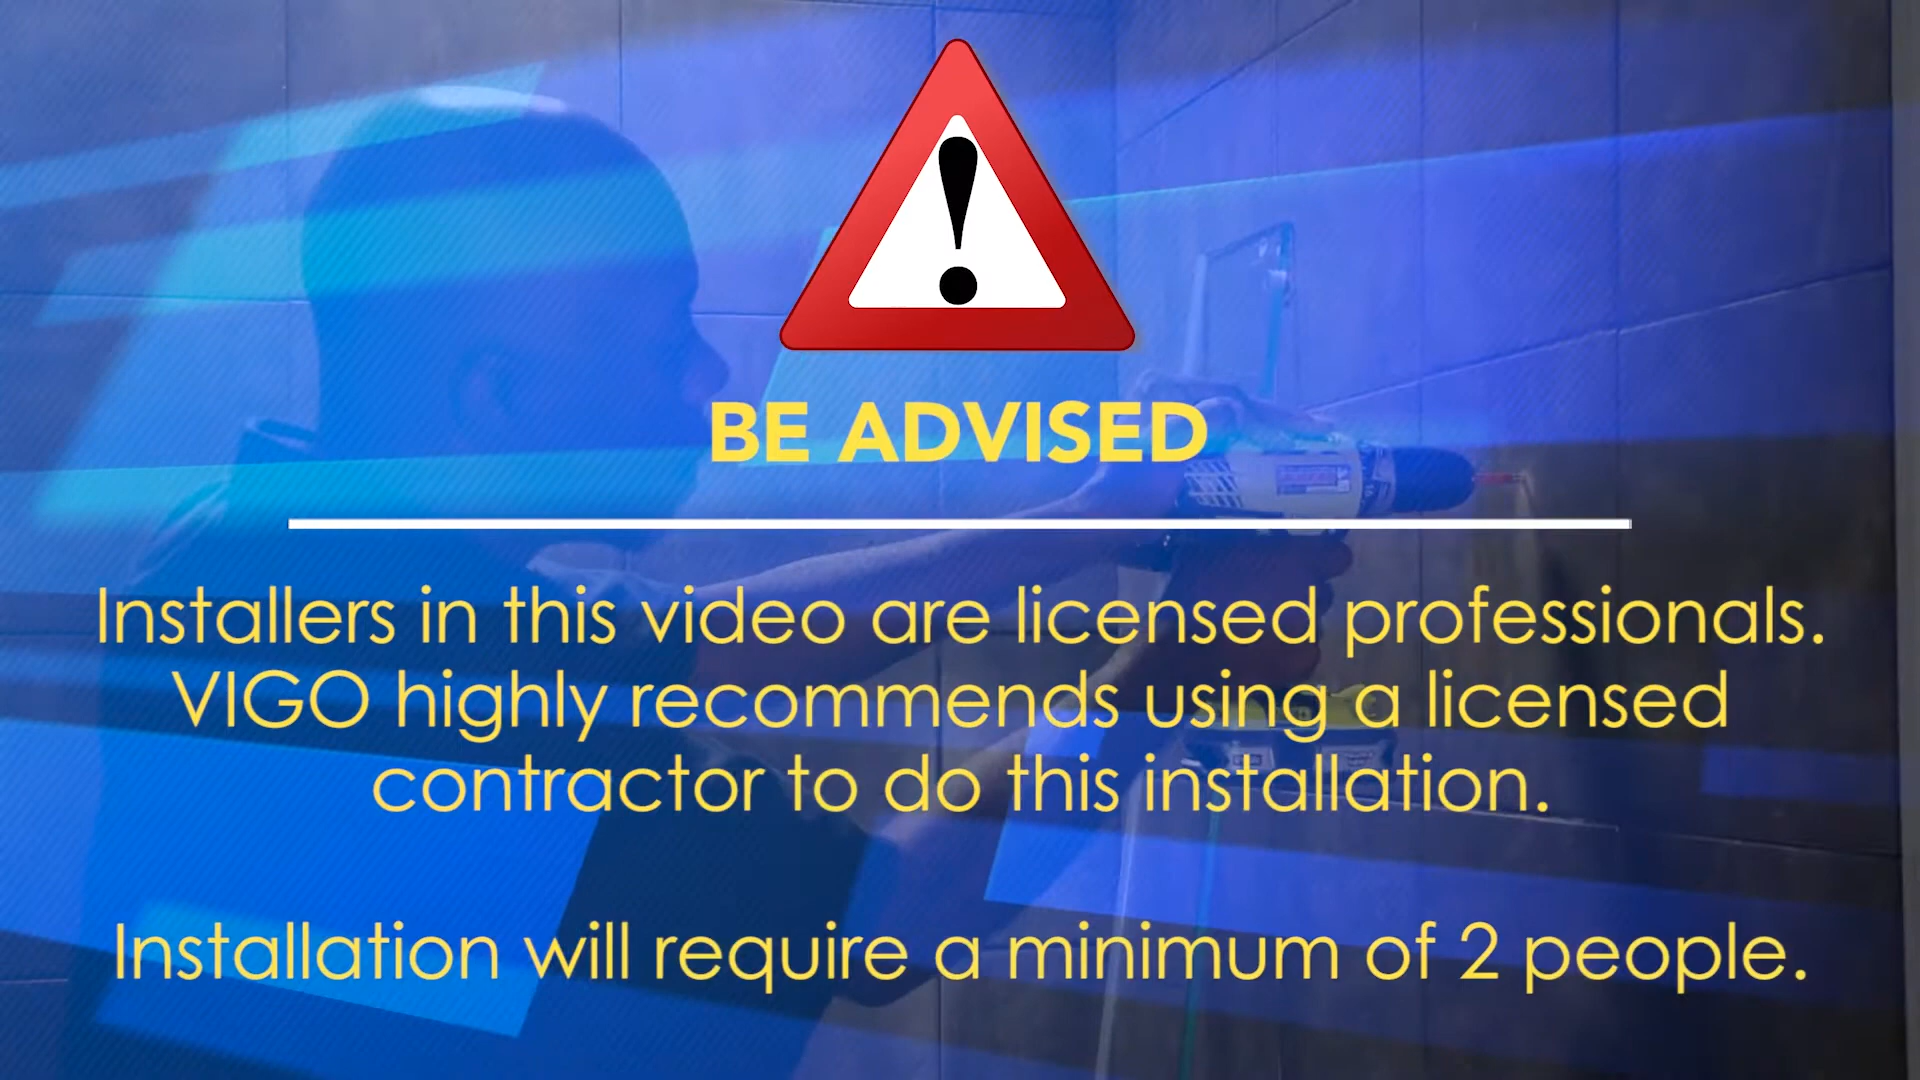 BE ADVISED
Installers in this video are licensed professionals.
VIGO highly recommends using a licensed
contractor to do this installation.
Installation will require a minimum of 2 people.